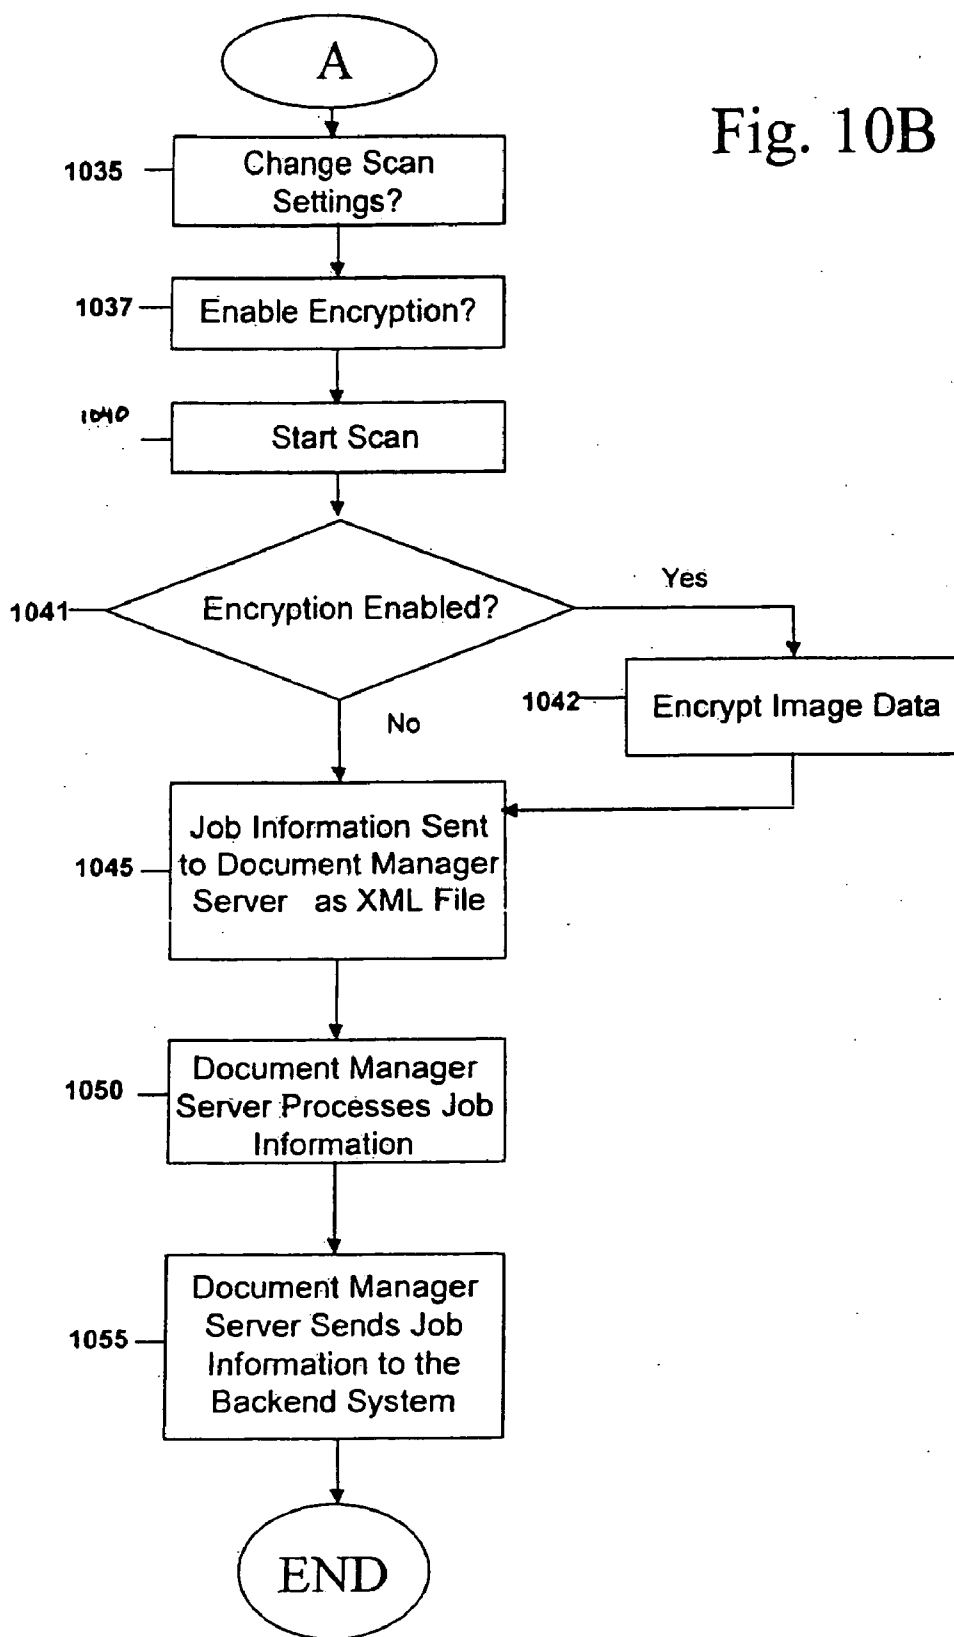 A
Fig. 10B
1035
Change Scan
Settings?
1037
Enable Encryption?
1040
Start Scan
1041
Encryption Enabled?
Yes
1042
Encrypt Image Data
No
1045
Job Information Sent
to Document Manager
Server as XML File
1050
Document Manager
Server Processes Job
Information
1055
Document Manager
Server Sends Job
Information to the
Backend System
END